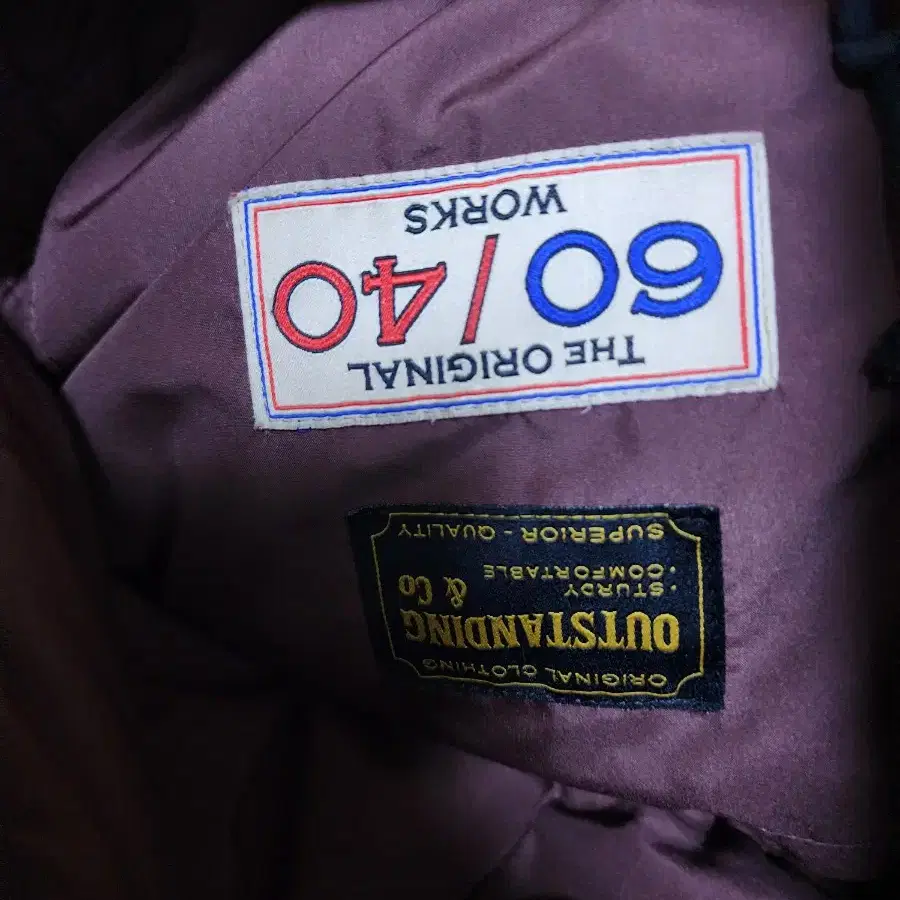 THE ORIGINAL
60/40
WORKS
ORIGINAL CLOTHING
OUTSTANDING
& Co
· STURDY
· COMFORTABLE
SUPERIOR - QUALITY